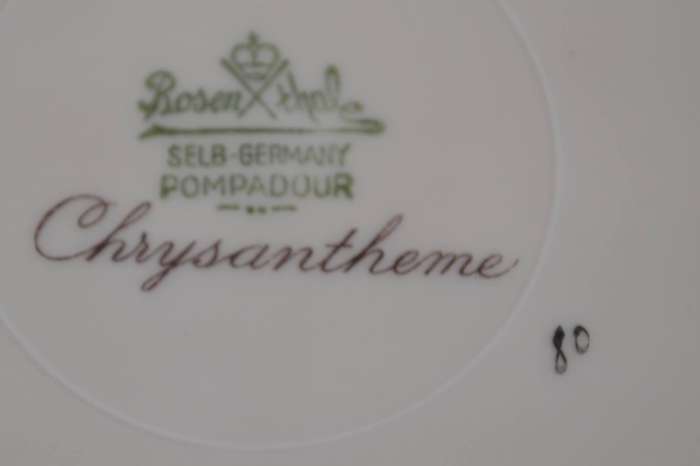 Rosenthal
SELB-GERMANY
POMPADOUR
Chrysantheme
80